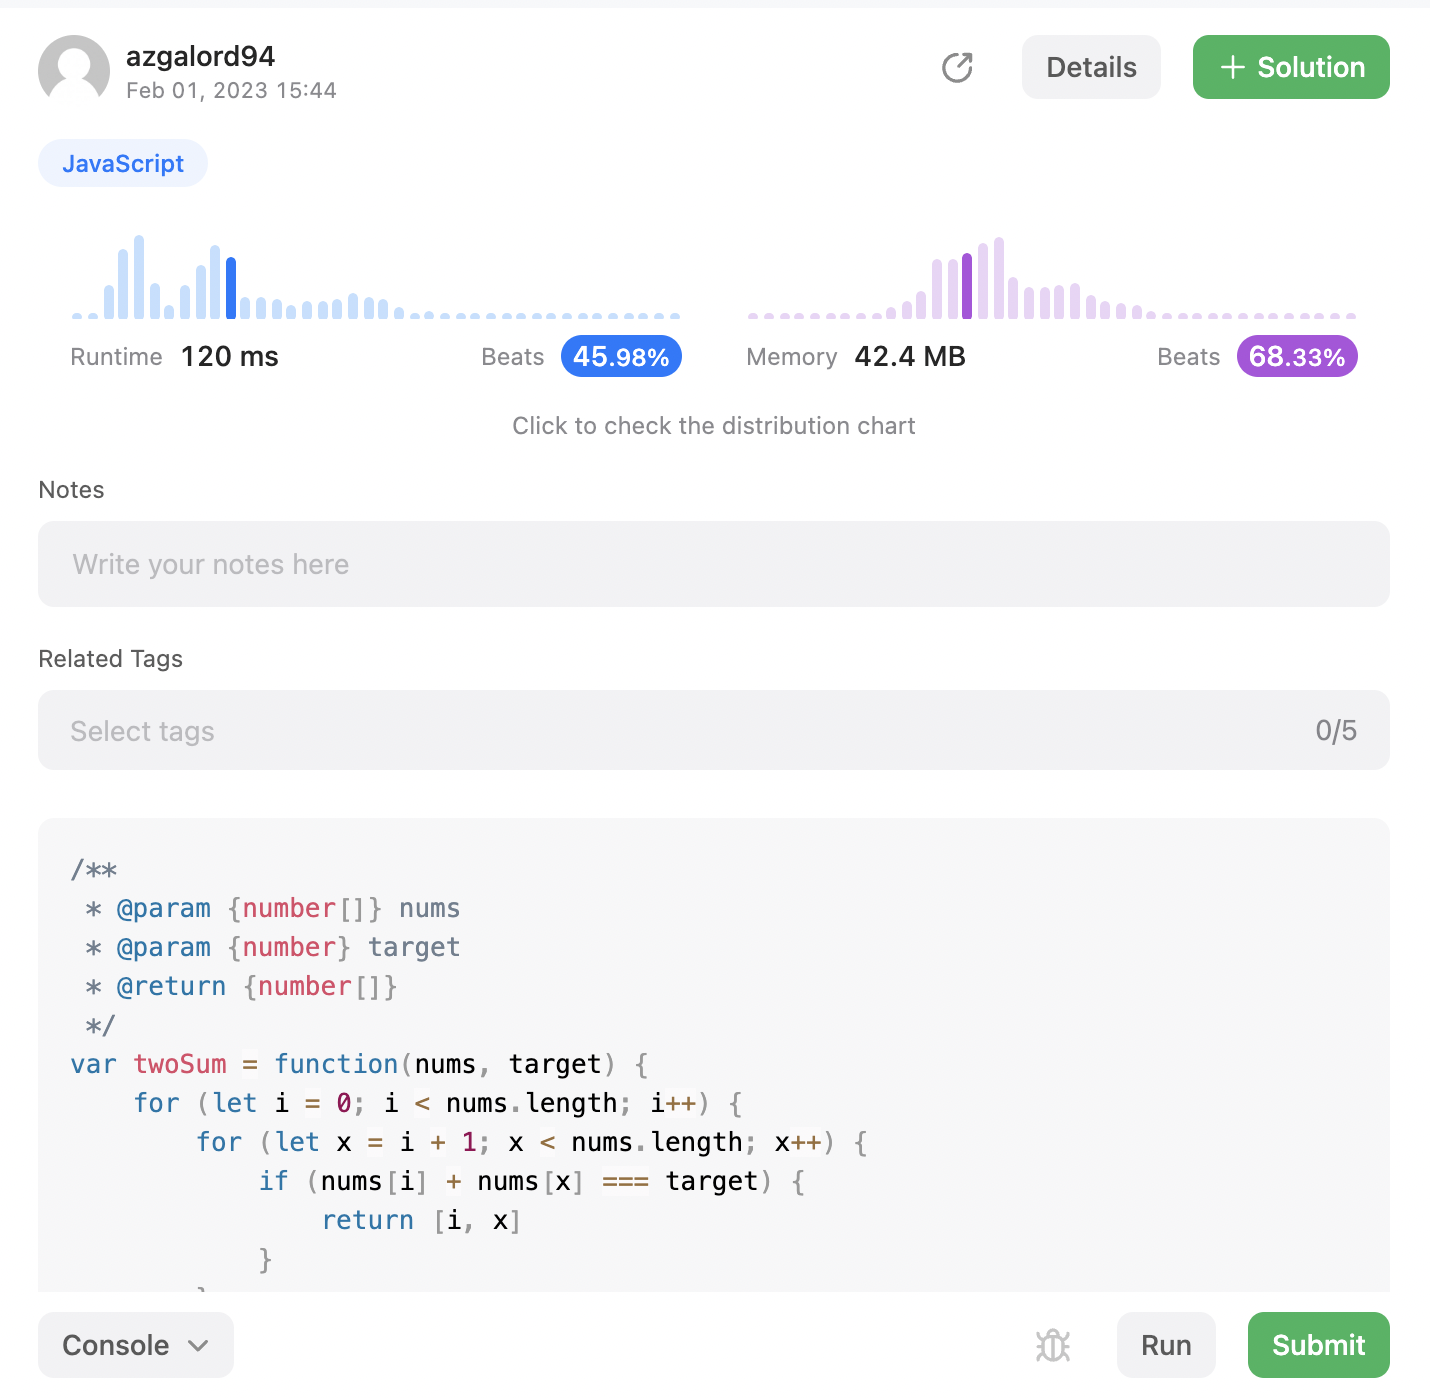 azgalord94
Feb 01, 2023 15:44
Details
+ Solution
JavaScript
Runtime 120 ms Beats 45.98%
Memory 42.4 MB Beats 68.33%
Click to check the distribution chart
Notes
Write your notes here
Related Tags
Select tags 0/5
/**
 * @param {number[]} nums
 * @param {number} target
 * @return {number[]}
 */
var twoSum = function(nums, target) {
    for (let i = 0; i < nums.length; i++) {
        for (let x = i + 1; x < nums.length; x++) {
            if (nums[i] + nums[x] === target) {
                return [i, x]
            }
        }
Console
Run
Submit